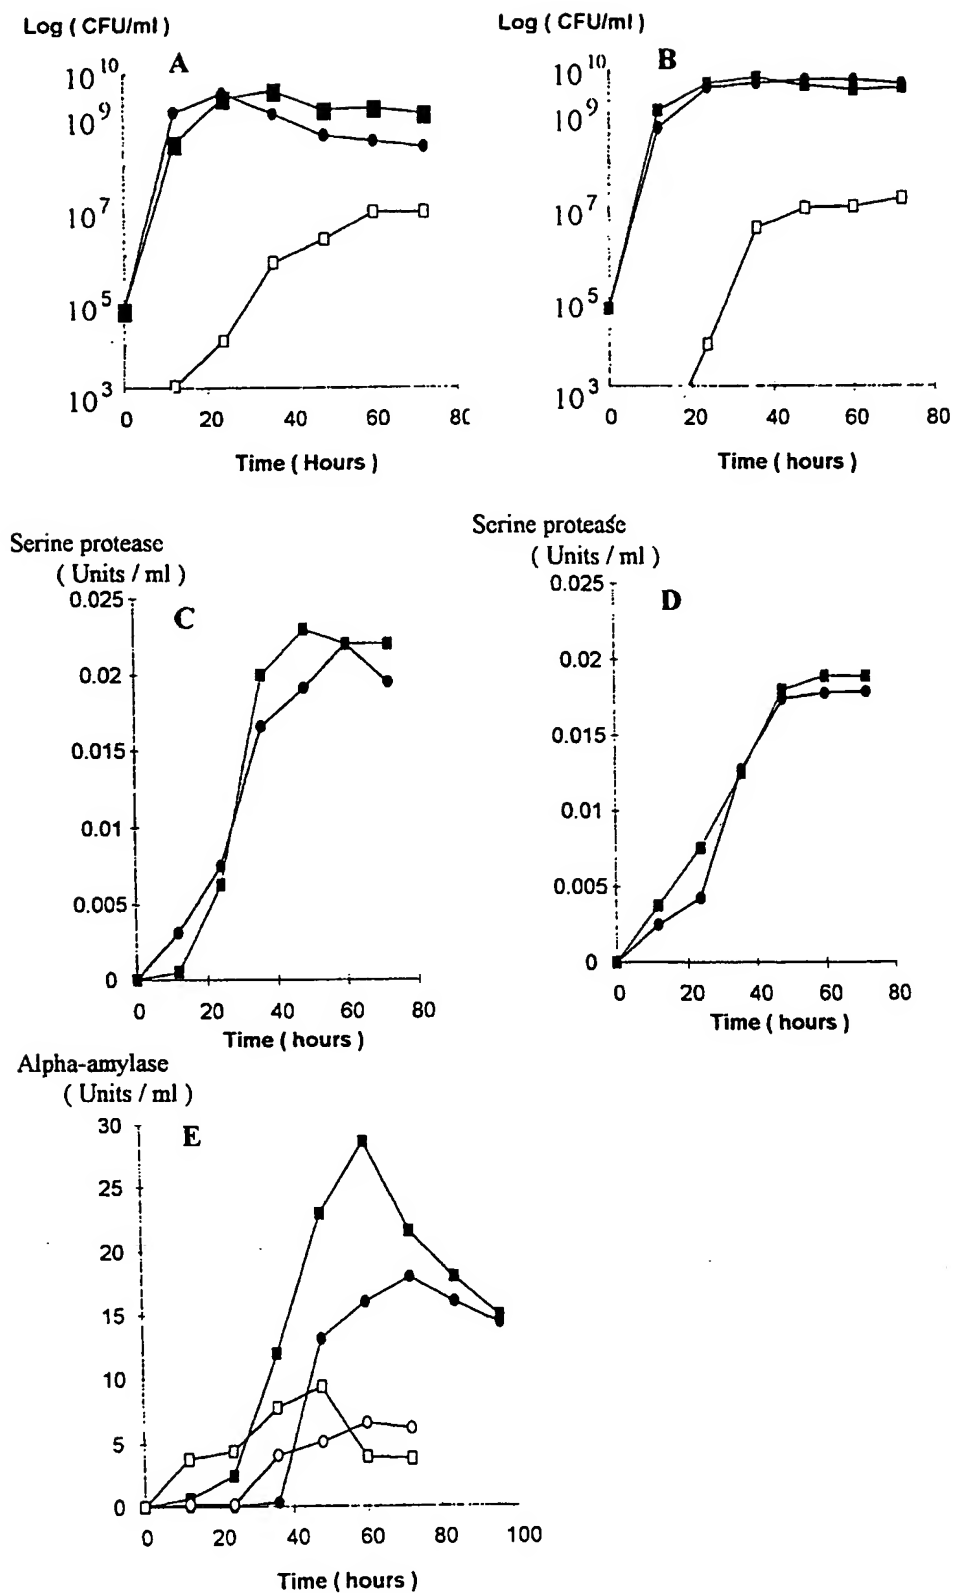 Log ( CFU/ml )
A
10^10
10^9
10^7
10^5
10^3
0 20 40 60 80
Time ( Hours )
Log ( CFU/ml )
B
10^10
10^9
10^7
10^5
10^3
0 20 40 60 80
Time ( hours )
Serine protease
( Units / ml )
C
0.025
0.02
0.015
0.01
0.005
0
0 20 40 60 80
Time ( hours )
Serine protease
( Units / ml )
D
0.025
0.02
0.015
0.01
0.005
0
0 20 40 60 80
Time ( hours )
Alpha-amylase
( Units / ml )
E
30
25
20
15
10
5
0
0 20 40 60 80 100
Time ( hours )